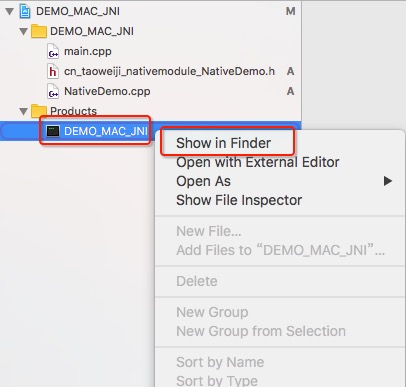 DEMO_MAC_JNI M
DEMO_MAC_JNI
main.cpp
cn_taoweiji_nativemodule_NativeDemo.h A
NativeDemo.cpp A
Products
DEMO_MAC_JNI
Show in Finder
Open with External Editor
Open As
Show File Inspector
New File...
Add Files to “DEMO_MAC_JNI”...
Delete
New Group
New Group from Selection
Sort by Name
Sort by Type